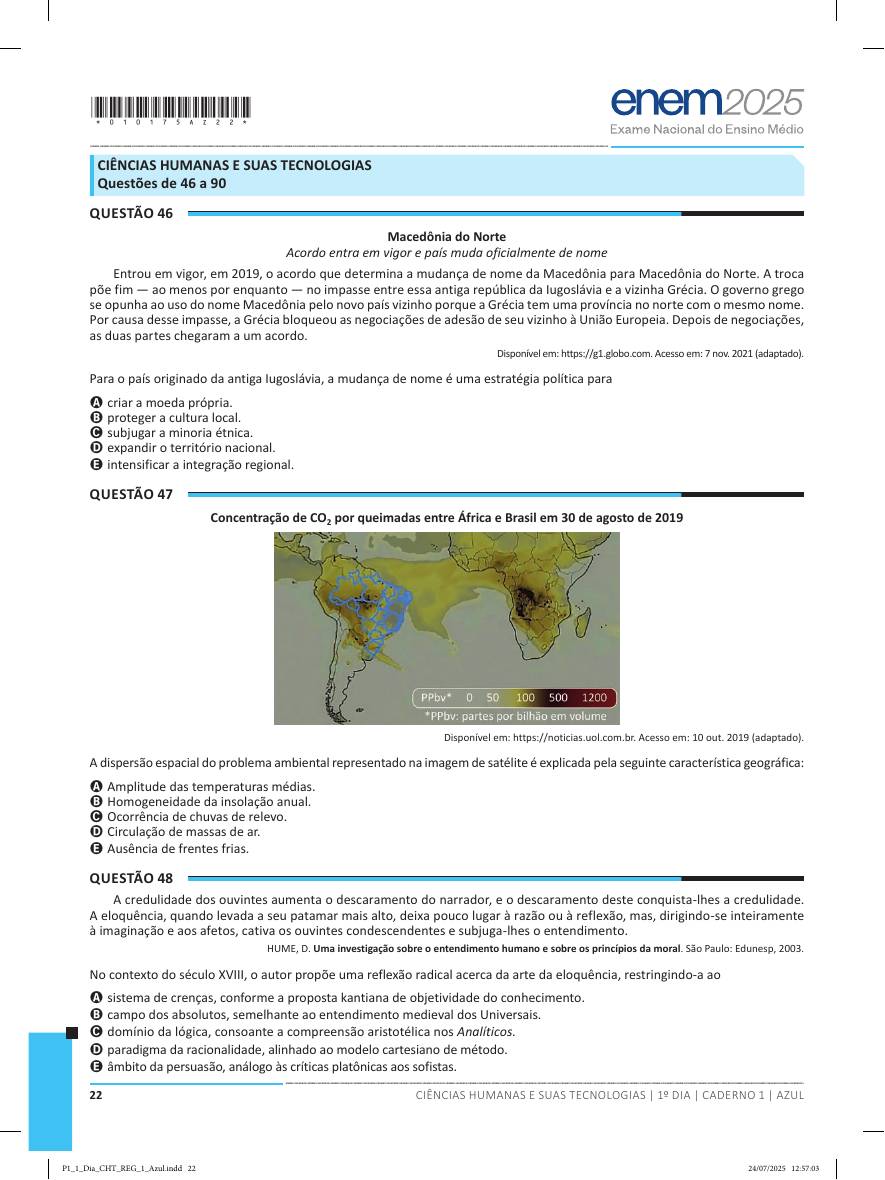 *010175AZ22*
enem2025
Exame Nacional do Ensino Médio
CIÊNCIAS HUMANAS E SUAS TECNOLOGIAS
Questões de 46 a 90
QUESTÃO 46
Macedônia do Norte
Acordo entra em vigor e país muda oficialmente de nome
Entrou em vigor, em 2019, o acordo que determina a mudança de nome da Macedônia para Macedônia do Norte. A troca
põe fim — ao menos por enquanto — no impasse entre essa antiga república da Iugoslávia e a vizinha Grécia. O governo grego
se opunha ao uso do nome Macedônia pelo novo país vizinho porque a Grécia tem uma província no norte com o mesmo nome.
Por causa desse impasse, a Grécia bloqueou as negociações de adesão de seu vizinho à União Europeia. Depois de negociações,
as duas partes chegaram a um acordo.
Disponível em: https://g1.globo.com. Acesso em: 7 nov. 2021 (adaptado).
Para o país originado da antiga Iugoslávia, a mudança de nome é uma estratégia política para
A criar a moeda própria.
B proteger a cultura local.
C subjugar a minoria étnica.
D expandir o território nacional.
E intensificar a integração regional.
QUESTÃO 47
Concentração de CO₂ por queimadas entre África e Brasil em 30 de agosto de 2019
PPbv* 0 50 100 500 1200
*PPbv: partes por bilhão em volume
Disponível em: https://noticias.uol.com.br. Acesso em: 10 out. 2019 (adaptado).
A dispersão espacial do problema ambiental representado na imagem de satélite é explicada pela seguinte característica geográfica:
A Amplitude das temperaturas médias.
B Homogeneidade da insolação anual.
C Ocorrência de chuvas de relevo.
D Circulação de massas de ar.
E Ausência de frentes frias.
QUESTÃO 48
A credulidade dos ouvintes aumenta o descaramento do narrador, e o descaramento deste conquista-lhes a credulidade.
A eloquência, quando levada a seu patamar mais alto, deixa pouco lugar à razão ou à reflexão, mas, dirigindo-se inteiramente
à imaginação e aos afetos, cativa os ouvintes condescendentes e subjuga-lhes o entendimento.
HUME, D. Uma investigação sobre o entendimento humano e sobre os princípios da moral. São Paulo: Edunesp, 2003.
No contexto do século XVIII, o autor propõe uma reflexão radical acerca da arte da eloquência, restringindo-a ao
A sistema de crenças, conforme a proposta kantiana de objetividade do conhecimento.
B campo dos absolutos, semelhante ao entendimento medieval dos Universais.
C domínio da lógica, consoante a compreensão aristotélica nos Analíticos.
D paradigma da racionalidade, alinhado ao modelo cartesiano de método.
E âmbito da persuasão, análogo às críticas platônicas aos sofistas.
22
CIÊNCIAS HUMANAS E SUAS TECNOLOGIAS | 1º DIA | CADERNO 1 | AZUL
P1_1_Dia_CHT_REG_1_Azul.indd 22
24/07/2025 12:57:03